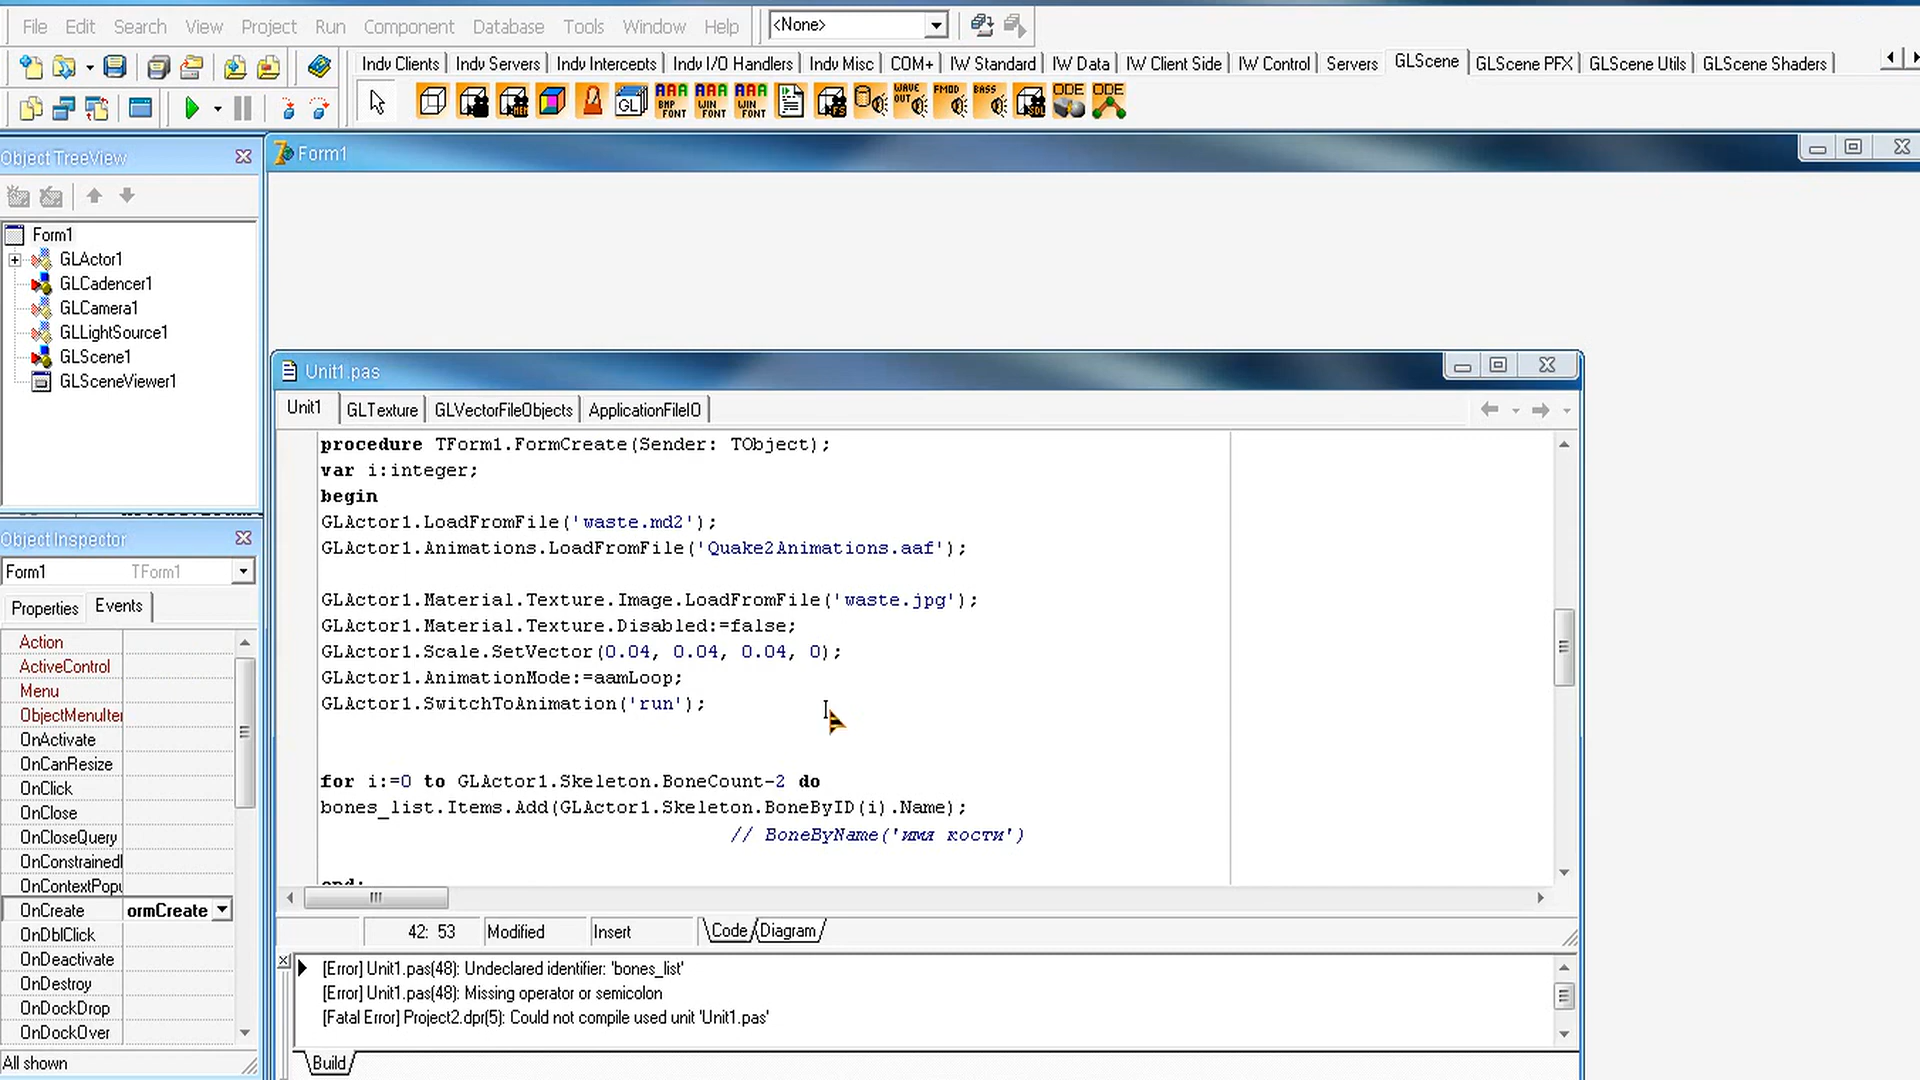 File Edit Search View Project Run Component Database Tools Window Help <None>
Indy Clients Indy Servers Indy Intercepts Indy I/O Handlers Indy Misc COM+ IW Standard IW Data IW Client Side IW Control Servers GLScene GLScene PFX GLScene Utils GLScene Shaders
Object TreeView
Form1
GLActor1
GLCadencer1
GLCamera1
GLLightSource1
GLScene1
GLSceneViewer1
Form1
Unit1.pas
Unit1 GLTexture GLVectorFileObjects ApplicationFileIO
procedure TForm1.FormCreate(Sender: TObject);
var i:integer;
begin
GLActor1.LoadFromFile('waste.md2');
GLActor1.Animations.LoadFromFile('Quake2Animations.aaf');
GLActor1.Material.Texture.Image.LoadFromFile('waste.jpg');
GLActor1.Material.Texture.Disabled:=false;
GLActor1.Scale.SetVector(0.04, 0.04, 0.04, 0);
GLActor1.AnimationMode:=aamLoop;
GLActor1.SwitchToAnimation('run');
for i:=0 to GLActor1.Skeleton.BoneCount-2 do
bones_list.Items.Add(GLActor1.Skeleton.BoneByID(i).Name);
// BoneByName('имя кости')
end;
42: 53 Modified Insert Code Diagram
[Error] Unit1.pas(48): Undeclared identifier: 'bones_list'
[Error] Unit1.pas(48): Missing operator or semicolon
[Fatal Error] Project2.dpr(5): Could not compile used unit 'Unit1.pas'
Build
Object Inspector
Form1 TForm1
Properties Events
Action
ActiveControl
Menu
ObjectMenuIter
OnActivate
OnCanResize
OnClick
OnClose
OnCloseQuery
OnConstrained
OnContextPopu
OnCreate ormCreate
OnDblClick
OnDeactivate
OnDestroy
OnDockDrop
OnDockOver
All shown